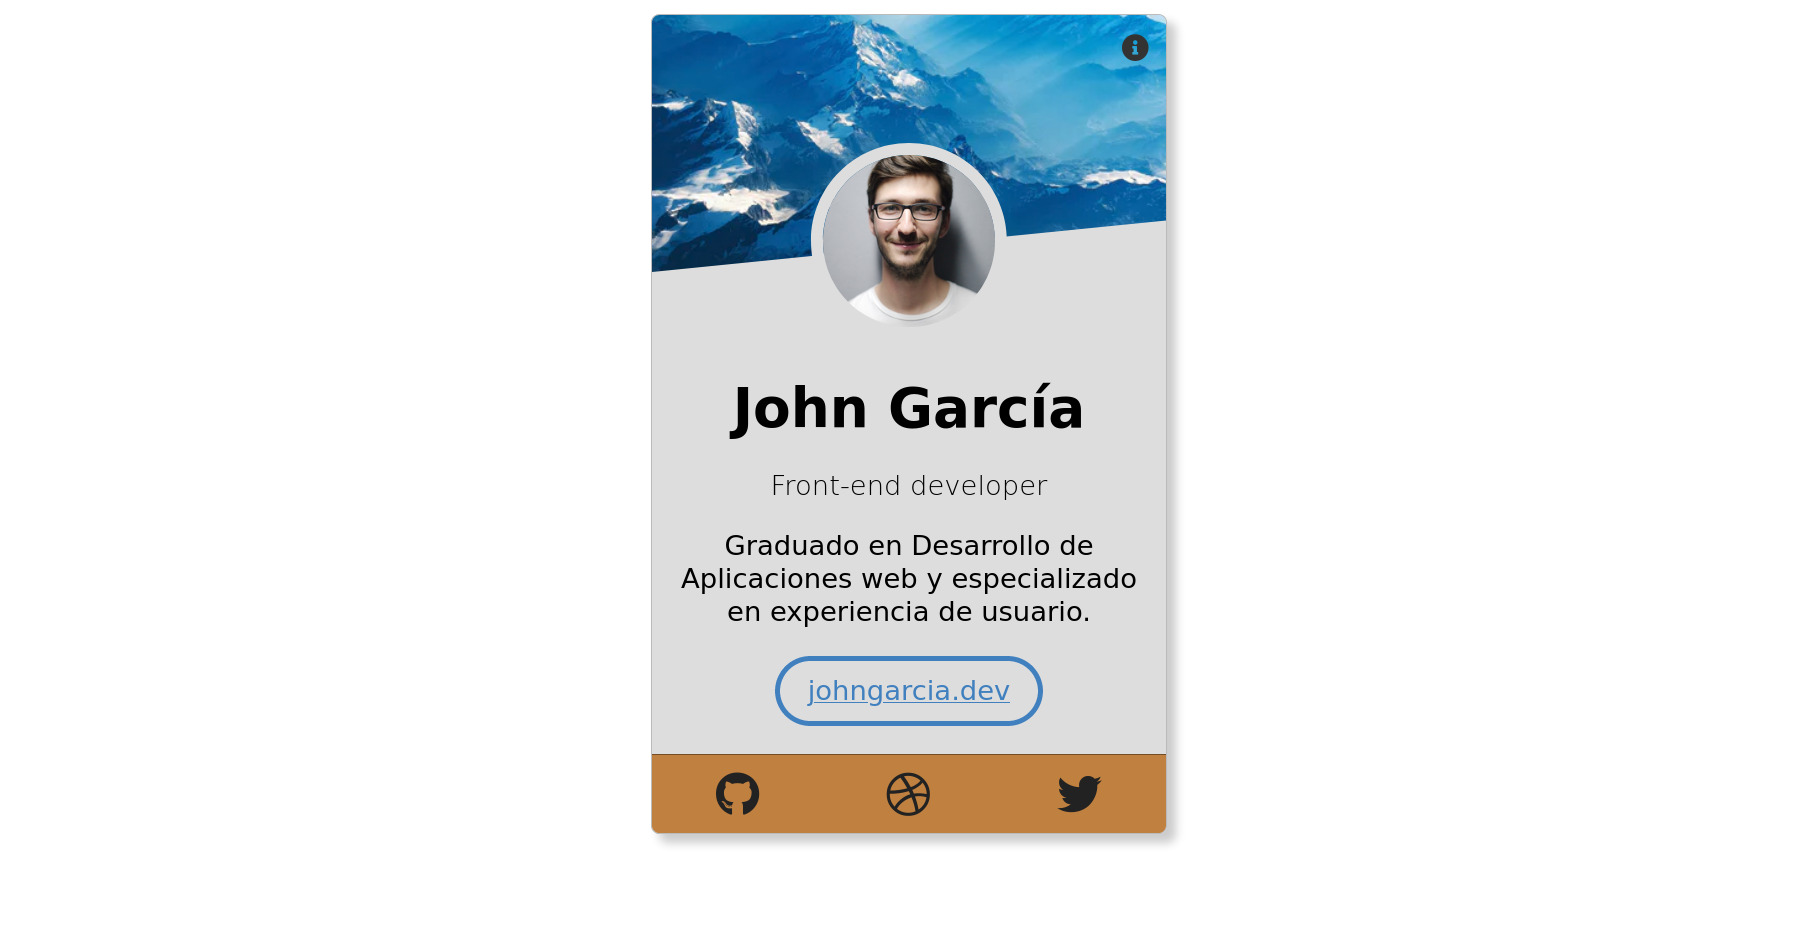 John García
Front-end developer
Graduado en Desarrollo de
Aplicaciones web y especializado
en experiencia de usuario.
johngarcia.dev